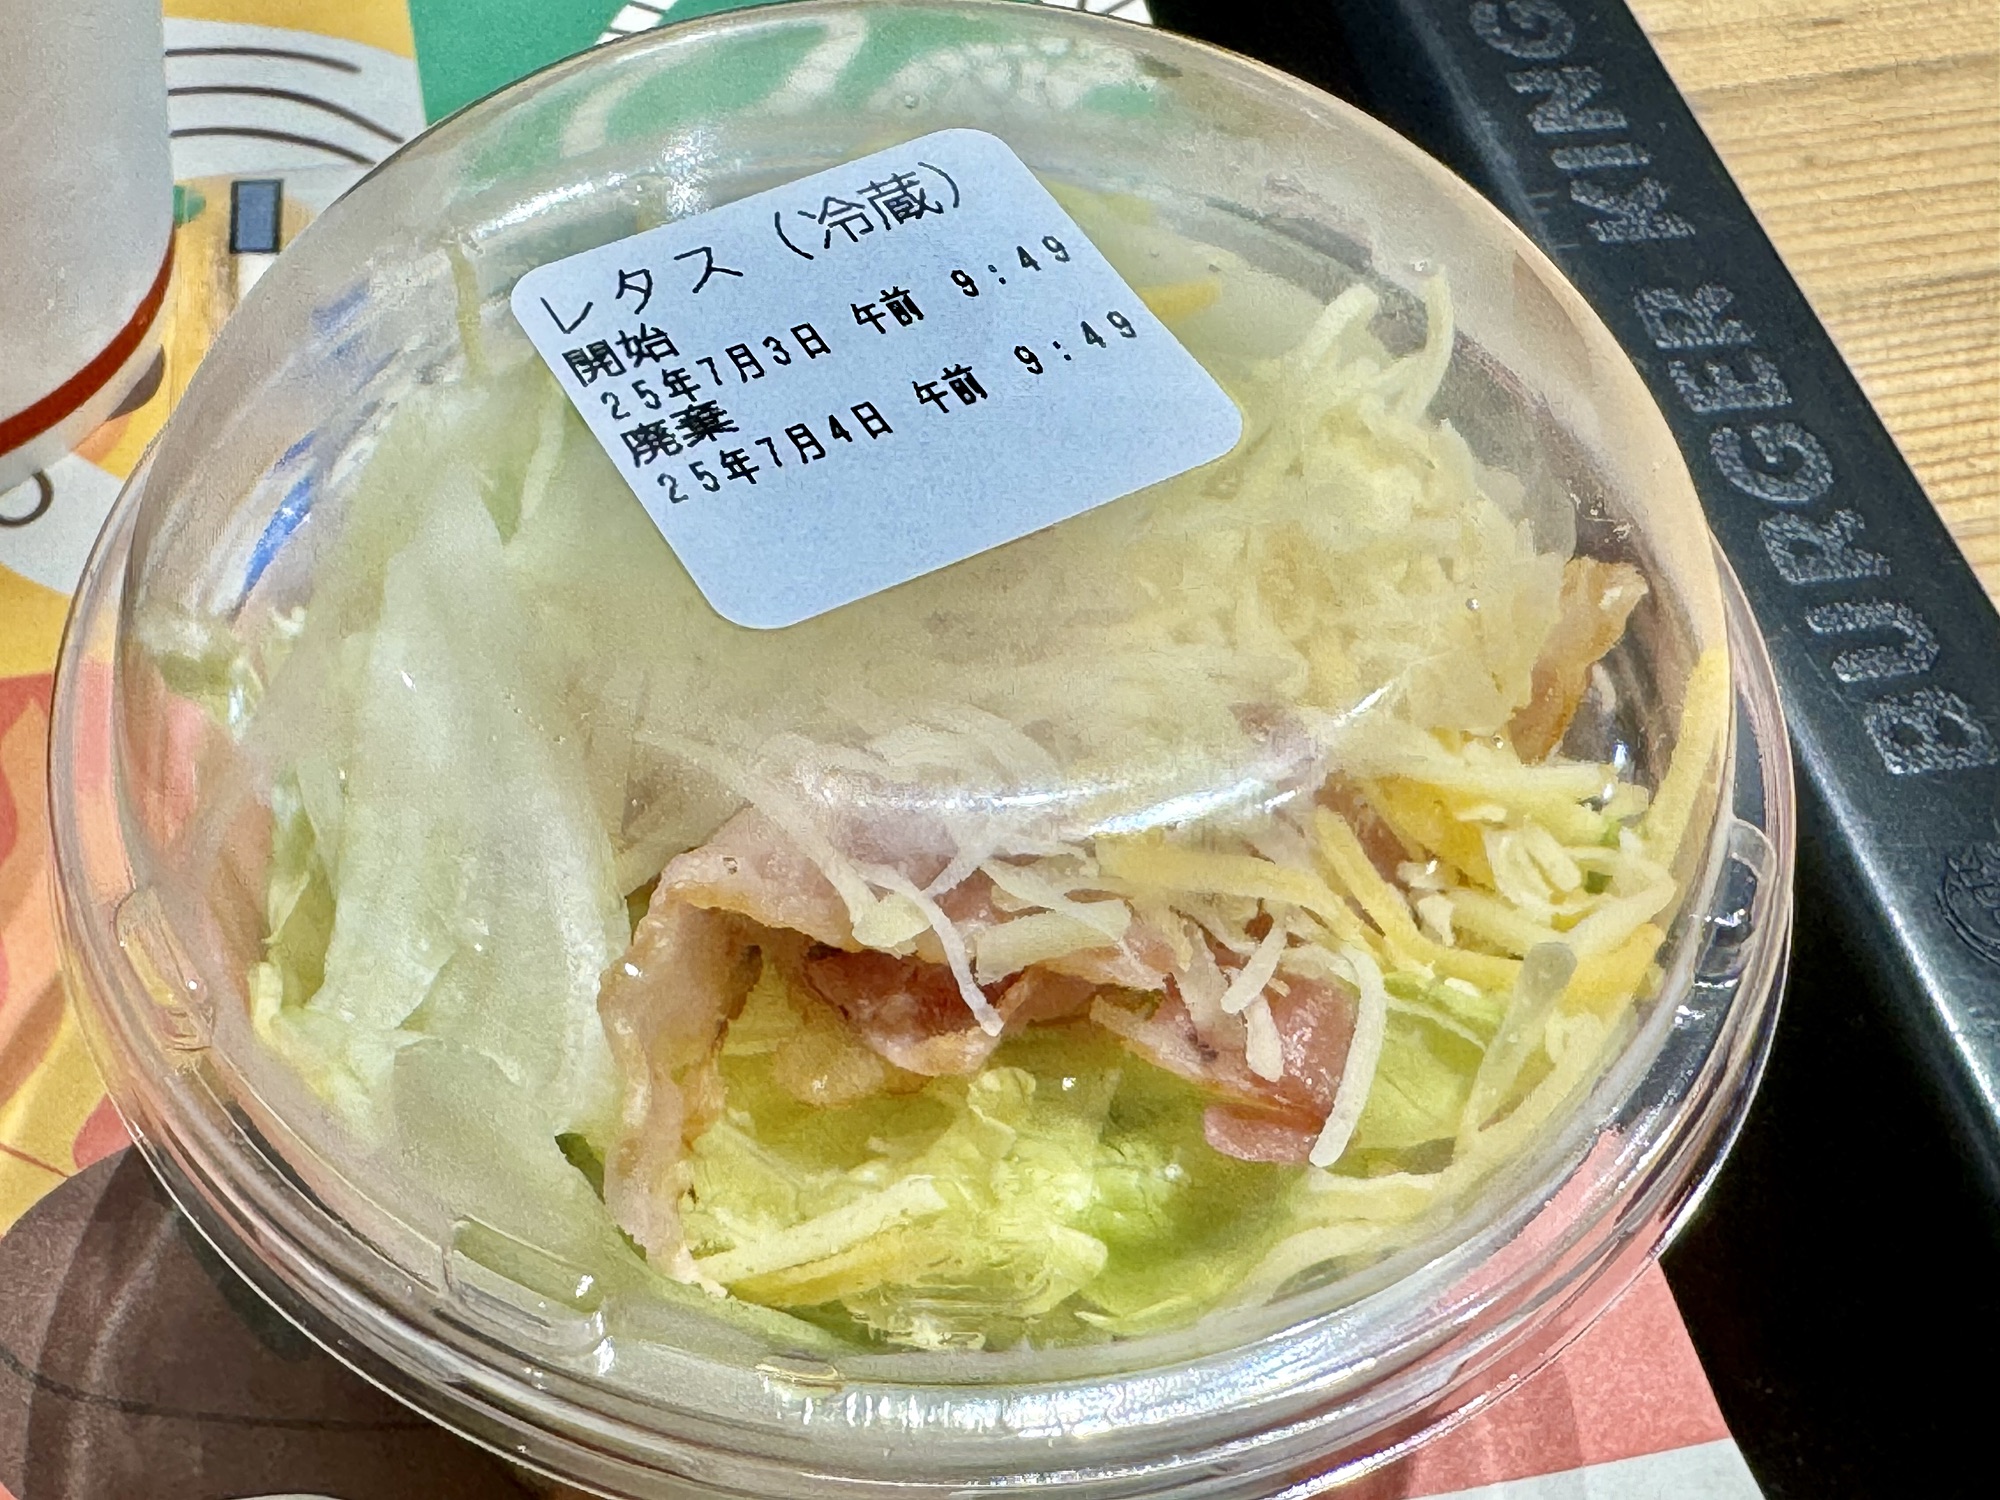 レタス（冷蔵）
開始
25年7月3日 午前 9:49
廃棄
25年7月4日 午前 9:49
BURGER KING